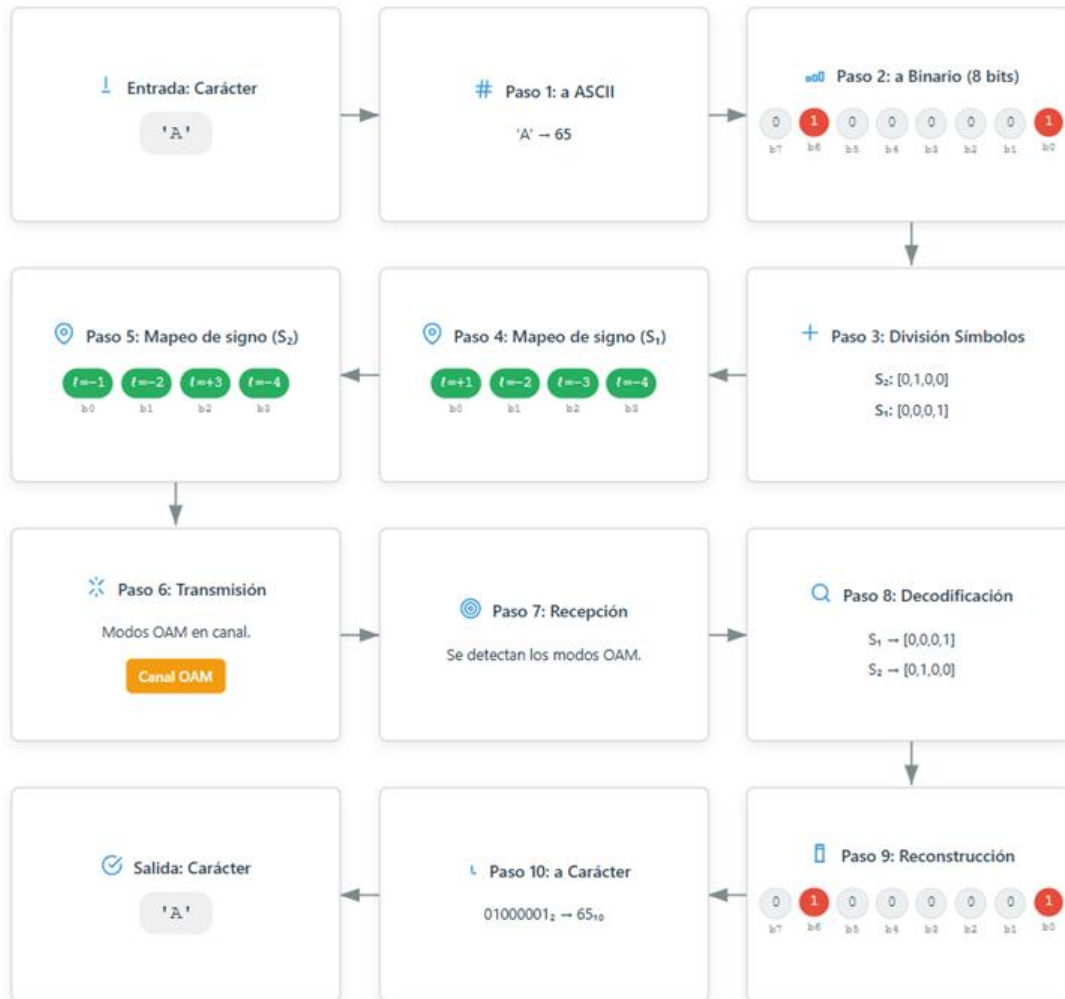 Entrada: Carácter
'A'
Paso 1: a ASCII
'A' → 65
Paso 2: a Binario (8 bits)
0 1 0 0 0 0 0 1
b7 b6 b5 b4 b3 b2 b1 b0
Paso 3: División Símbolos
S₂: [0,1,0,0]
S₁: [0,0,0,1]
Paso 4: Mapeo de signo (S₁)
ℓ=+1 ℓ=-2 ℓ=-3 ℓ=-4
b0 b1 b2 b3
Paso 5: Mapeo de signo (S₂)
ℓ=-1 ℓ=-2 ℓ=+3 ℓ=-4
b0 b1 b2 b3
Paso 6: Transmisión
Modos OAM en canal.
Canal OAM
Paso 7: Recepción
Se detectan los modos OAM.
Paso 8: Decodificación
S₁ → [0,0,0,1]
S₂ → [0,1,0,0]
Paso 9: Reconstrucción
0 1 0 0 0 0 0 1
b7 b6 b5 b4 b3 b2 b1 b0
Paso 10: a Carácter
01000001₂ → 65₁₀
Salida: Carácter
'A'